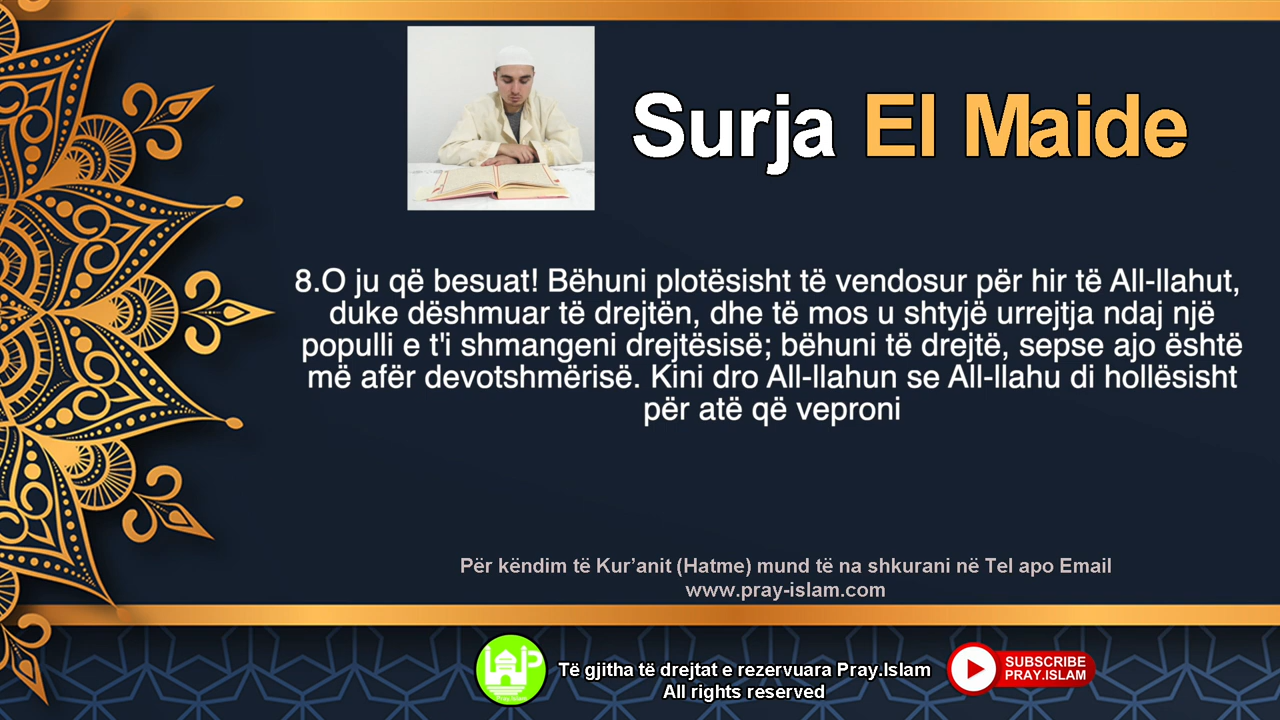 Surja El Maide
8.O ju që besuat! Bëhuni plotësisht të vendosur për hir të All-llahut,
duke dëshmuar të drejtën, dhe të mos u shtyjë urrejtja ndaj një
populli e t'i shmangeni drejtësisë; bëhuni të drejtë, sepse ajo është
më afër devotshmërisë. Kini dro All-llahun se All-llahu di hollësisht
për atë që veproni
Për këndim të Kur’anit (Hatme) mund të na shkurani në Tel apo Email
www.pray-islam.com
Të gjitha të drejtat e rezervuara Pray.Islam
All rights reserved
Pray.Islam
SUBSCRIBE
PRAY.ISLAM